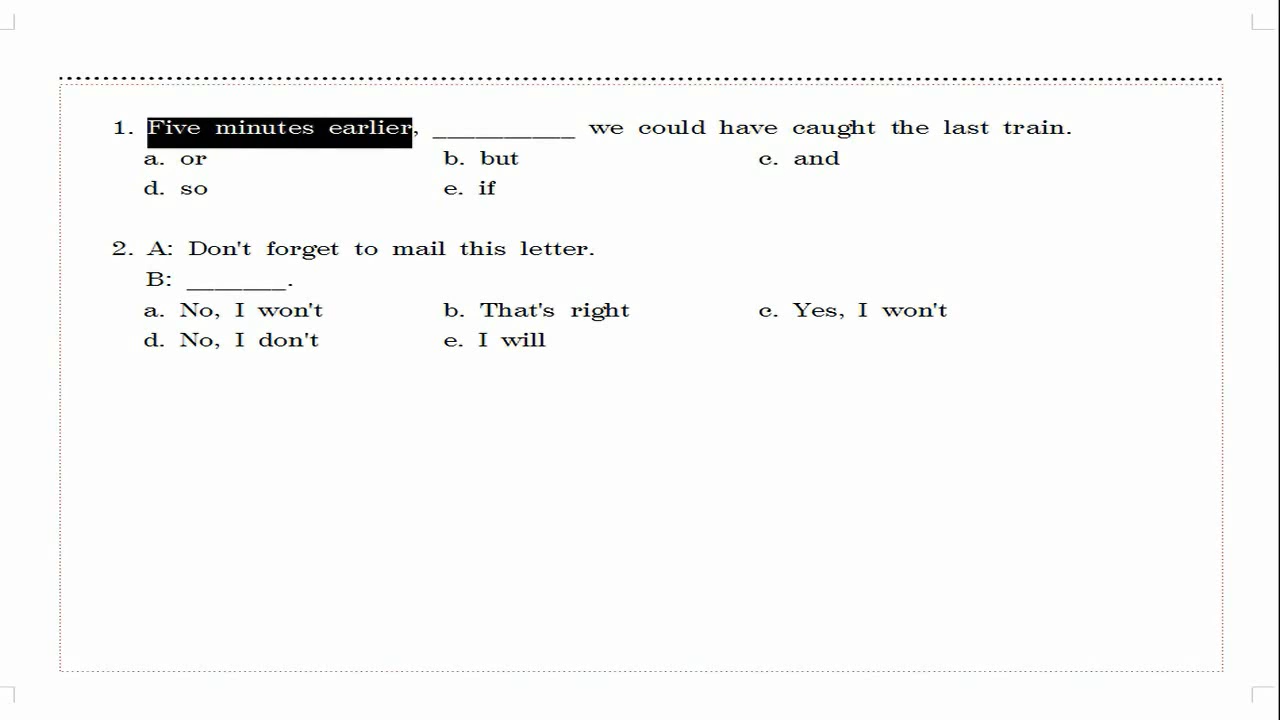 1. Five minutes earlier, __________ we could have caught the last train.
a. or b. but c. and
d. so e. if
2. A: Don't forget to mail this letter.
B: _______.
a. No, I won't b. That's right c. Yes, I won't
d. No, I don't e. I will